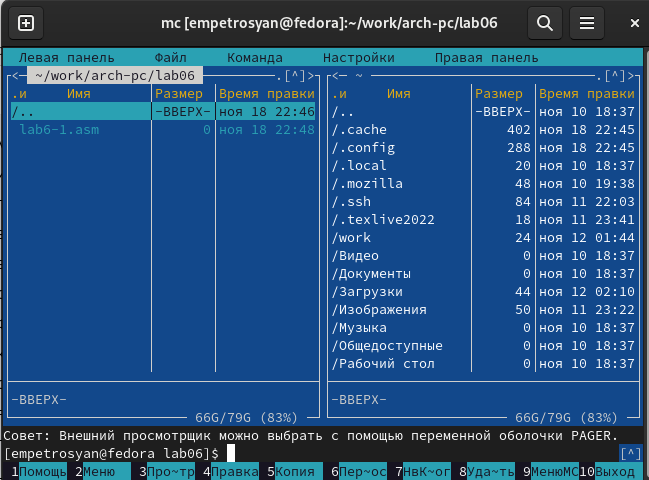 mc [empetrosyan@fedora]:~/work/arch-pc/lab06
Левая панель Файл Команда Настройки Правая панель
<─ ~/work/arch-pc/lab06 .[^]> <─ ~ .[^]>
.и Имя Размер Время правки .и Имя Размер Время правки
/.. -ВВЕРХ- ноя 18 22:46 /.. -ВВЕРХ- ноя 10 18:37
lab6-1.asm 0 ноя 18 22:48 /.cache 402 ноя 18 22:45
/.config 288 ноя 18 22:45
/.local 20 ноя 10 18:37
/.mozilla 48 ноя 10 19:38
/.ssh 84 ноя 11 22:03
/.texlive2022 18 ноя 11 23:41
/work 24 ноя 12 01:44
/Видео 0 ноя 10 18:37
/Документы 0 ноя 10 18:37
/Загрузки 44 ноя 12 02:10
/Изображения 50 ноя 11 23:22
/Музыка 0 ноя 10 18:37
/Общедоступные 0 ноя 10 18:37
/Рабочий стол 0 ноя 10 18:37
-ВВЕРХ- -ВВЕРХ-
66G/79G (83%) 66G/79G (83%)
Совет: Внешний просмотрщик можно выбрать с помощью переменной оболочки PAGER.
[empetrosyan@fedora lab06]$ [^]
1Помощь 2Меню 3Про~тр 4Правка 5Копия 6Пер~ос 7НвК~ог 8Уда~ть 9МенюMC 10Выход